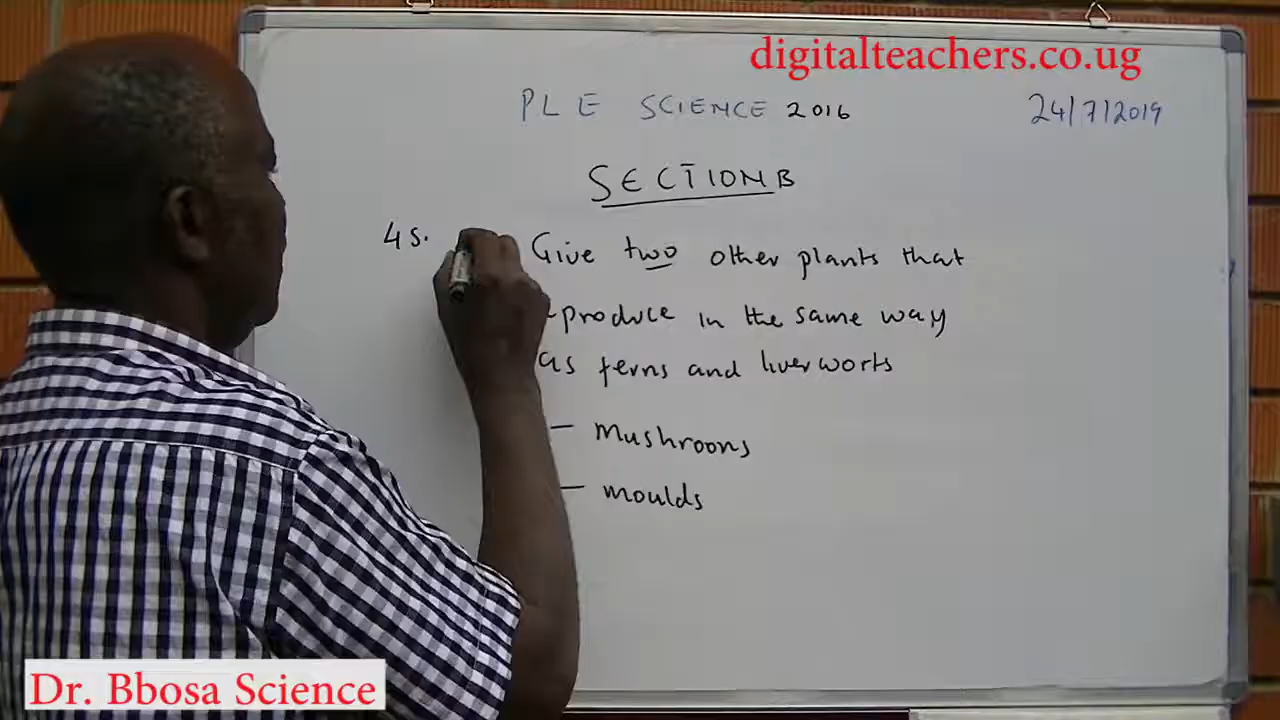 digitalteachers.co.ug
PLE SCIENCE 2016 24/7/2019
SECTION B
45. Give two other plants that
produce in the same way
as ferns and liverworts
- Mushroons
- moulds
Dr. Bbosa Science